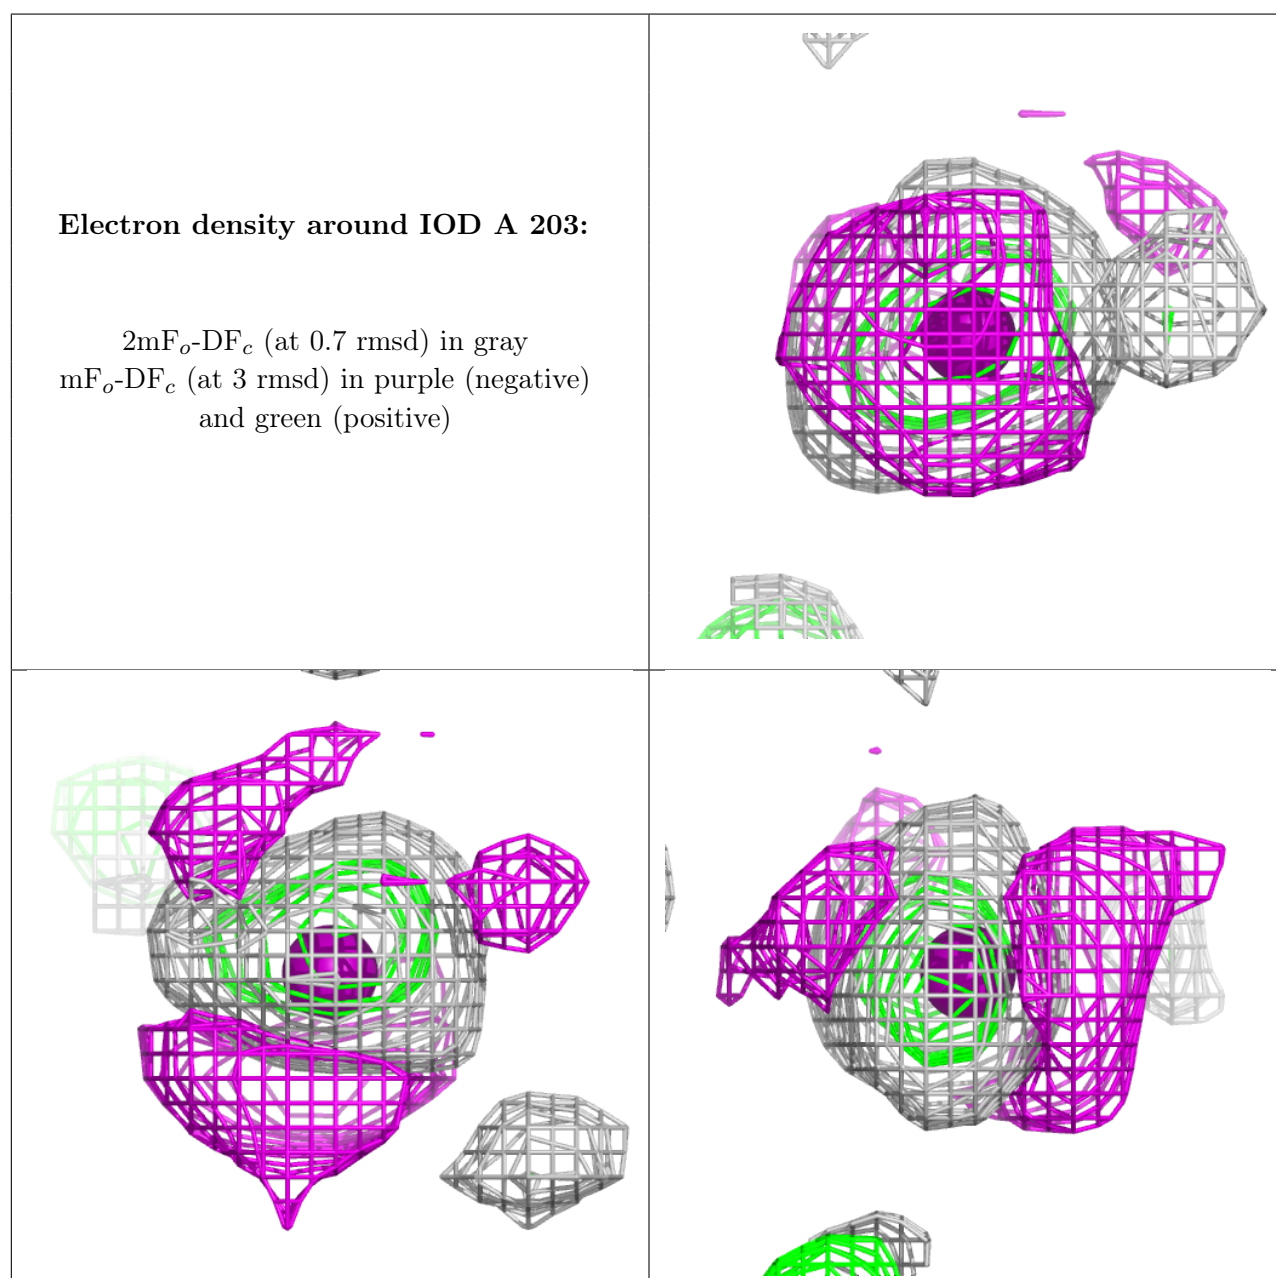 Electron density around IOD A 203:
2mFo-DFc (at 0.7 rmsd) in gray
mFo-DFc (at 3 rmsd) in purple (negative)
and green (positive)